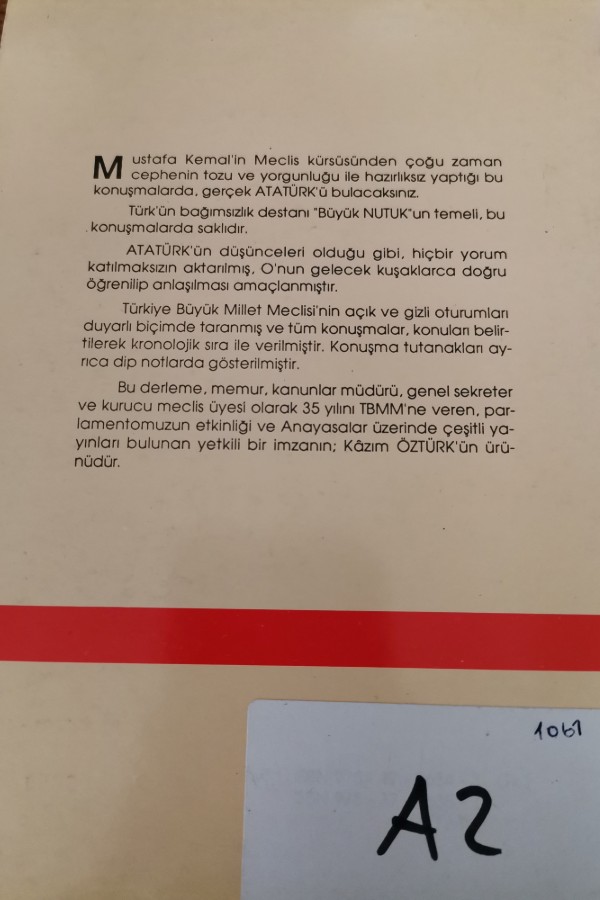 Mustafa Kemal'in Meclis kürsüsünden çoğu zaman
cephenin tozu ve yorgunluğu ile hazırlıksız yaptığı bu
konuşmalarda, gerçek ATATÜRK'ü bulacaksınız.
Türk'ün bağımsızlık destanı "Büyük NUTUK"un temeli, bu
konuşmalarda saklıdır.
ATATÜRK'ün düşünceleri olduğu gibi, hiçbir yorum
katılmaksızın aktarılmış, O'nun gelecek kuşaklarca doğru
öğrenilip anlaşılması amaçlanmıştır.
Türkiye Büyük Millet Meclisi'nin açık ve gizli oturumları
duyarlı biçimde taranmış ve tüm konuşmalar, konuları belir-
tilerek kronolojik sıra ile verilmiştir. Konuşma tutanakları ay-
rıca dip notlarda gösterilmiştir.
Bu derleme, memur, kanunlar müdürü, genel sekreter
ve kurucu meclis üyesi olarak 35 yılını TBMM'ne veren, par-
lamentomuzun etkinliği ve Anayasalar üzerinde çeşitli ya-
yınları bulunan yetkili bir imzanın; Kâzım ÖZTÜRK'ün ürü-
nüdür.
1061
A2